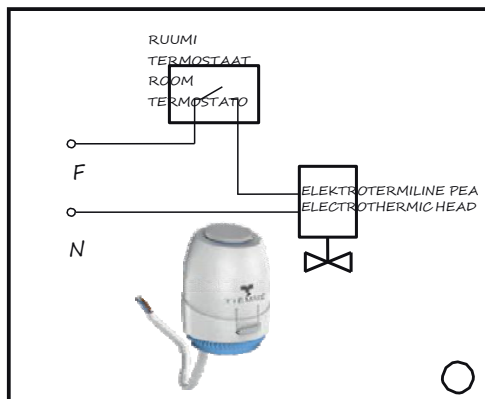 RUUMI
TERMOSTAAT
ROOM
TERMOSTATO
F
ELEKTROTERMILINE PEA
ELECTROTHERMIC HEAD
N